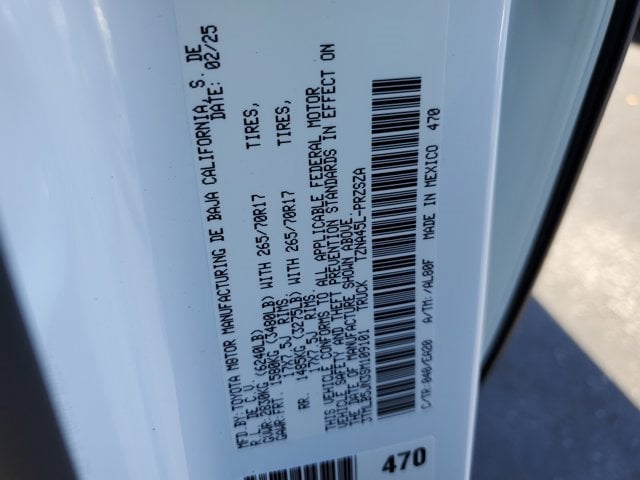 MFD.BY:TOYOTA MOTOR MANUFACTURING DE BAJA CALIFORNIA, S. DE
R.L. DE C.V. DATE: 02/25
GVWR:2830KG (6240LB)
GAWR:FRT. 1580KG (3480LB) WITH 265/70R17 TIRES,
17X7.5J RIMS.
RR. 1485KG (3275LB) WITH 265/70R17 TIRES,
17X7.5J RIMS.
THIS VEHICLE CONFORMS TO ALL APPLICABLE FEDERAL MOTOR
VEHICLE SAFETY AND THEFT PREVENTION STANDARDS IN EFFECT ON
THE DATE OF MANUFACTURE SHOWN ABOVE.
TRUCK TZNA45L-PRZSZA
C/TR:040/EA20 A/TM: /AL80F MADE IN MEXICO 470
470